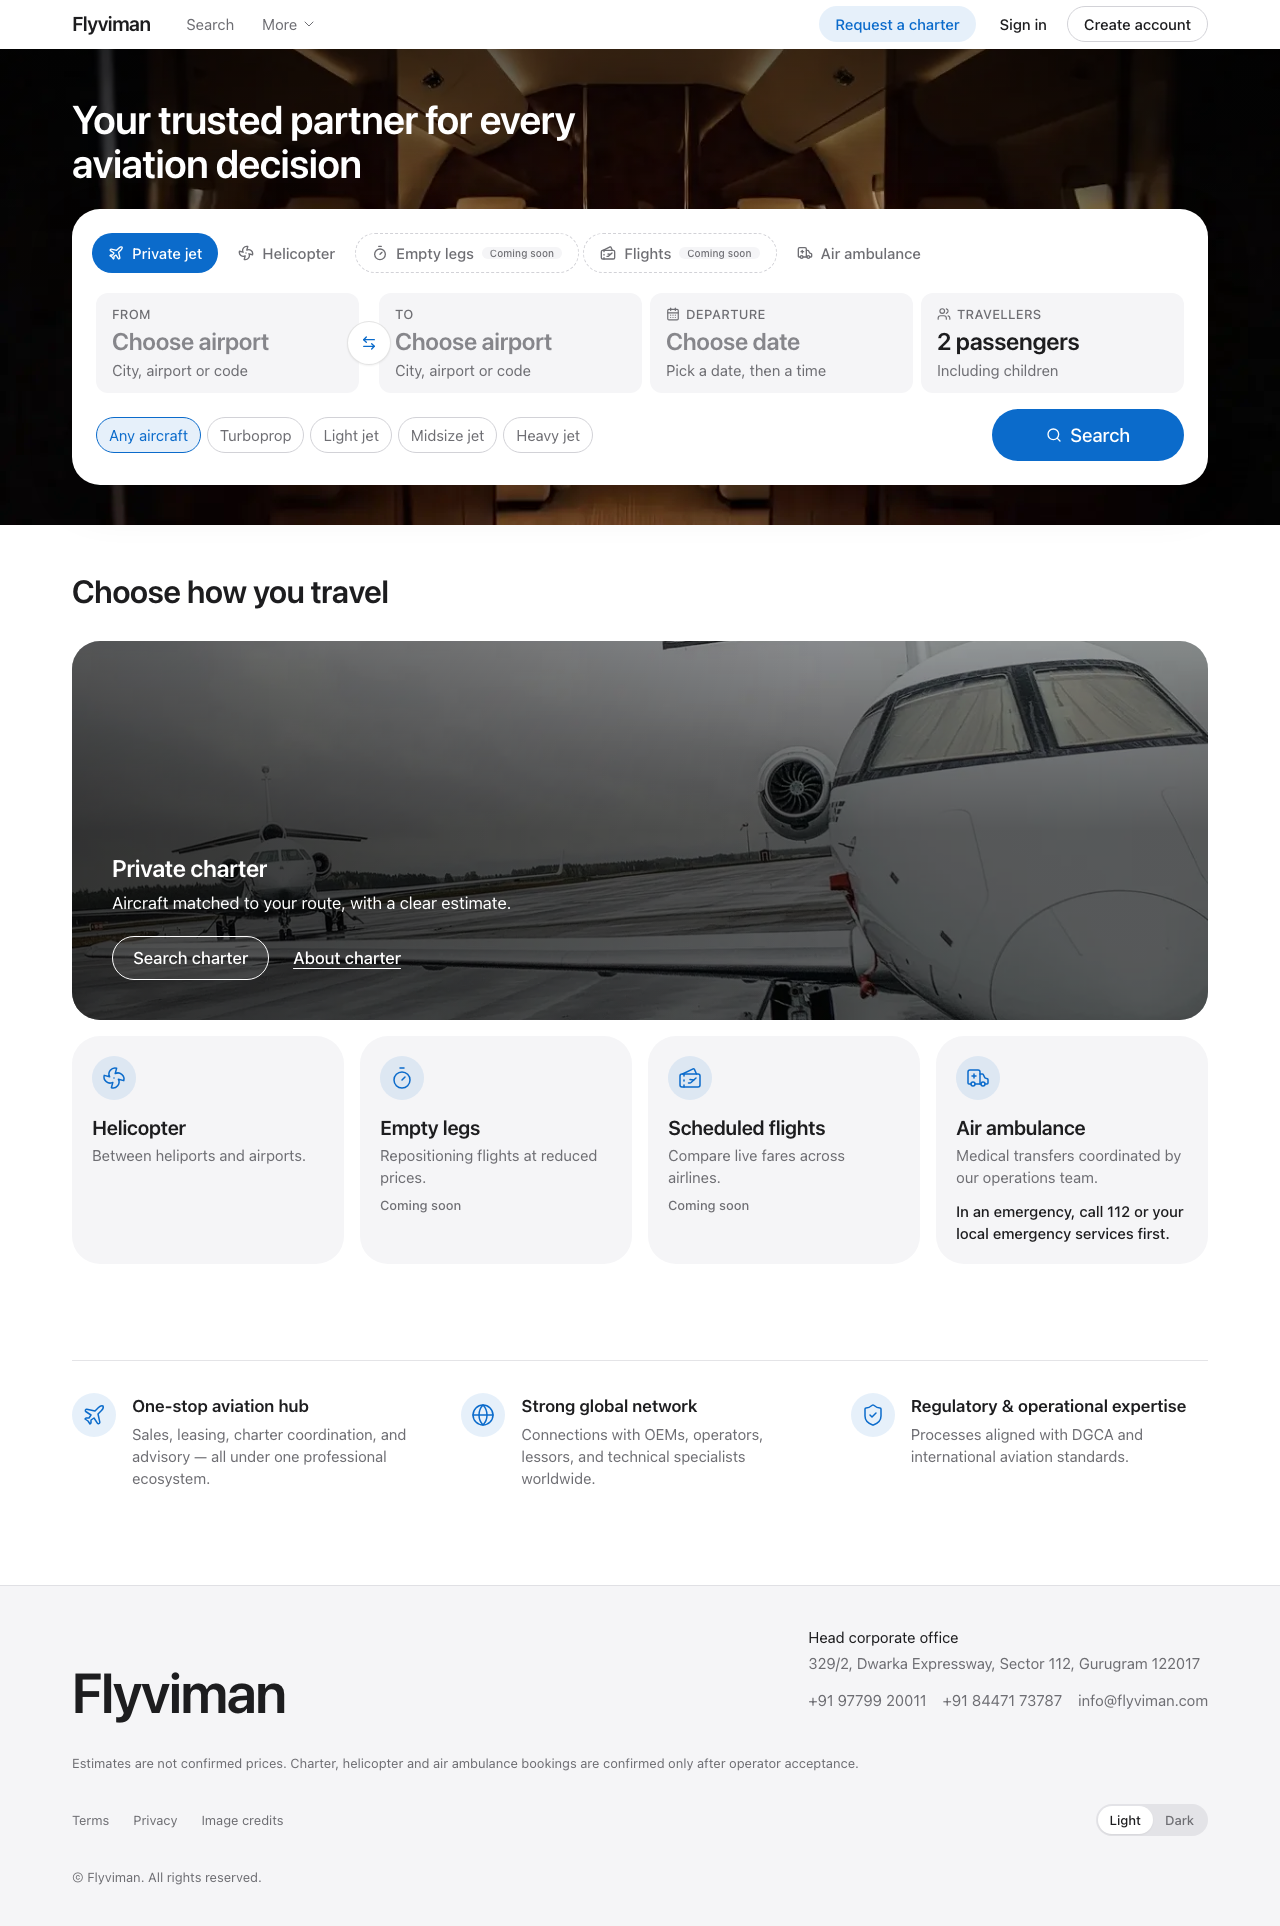 Flyviman
Search
More
Request a charter
Sign in
Create account
Your trusted partner for every
aviation decision
Private jet
Helicopter
Empty legs Coming soon
Flights Coming soon
Air ambulance
FROM
Choose airport
City, airport or code
TO
Choose airport
City, airport or code
DEPARTURE
Choose date
Pick a date, then a time
TRAVELLERS
2 passengers
Including children
Any aircraft
Turboprop
Light jet
Midsize jet
Heavy jet
Search
Choose how you travel
Private charter
Aircraft matched to your route, with a clear estimate.
Search charter
About charter
Helicopter
Between heliports and airports.
Empty legs
Repositioning flights at reduced
prices.
Coming soon
Scheduled flights
Compare live fares across
airlines.
Coming soon
Air ambulance
Medical transfers coordinated by
our operations team.
In an emergency, call 112 or your
local emergency services first.
One-stop aviation hub
Sales, leasing, charter coordination, and
advisory — all under one professional
ecosystem.
Strong global network
Connections with OEMs, operators,
lessors, and technical specialists
worldwide.
Regulatory & operational expertise
Processes aligned with DGCA and
international aviation standards.
Flyviman
Head corporate office
329/2, Dwarka Expressway, Sector 112, Gurugram 122017
+91 97799 20011 +91 84471 73787 info@flyviman.com
Estimates are not confirmed prices. Charter, helicopter and air ambulance bookings are confirmed only after operator acceptance.
Terms
Privacy
Image credits
Light
Dark
© Flyviman. All rights reserved.